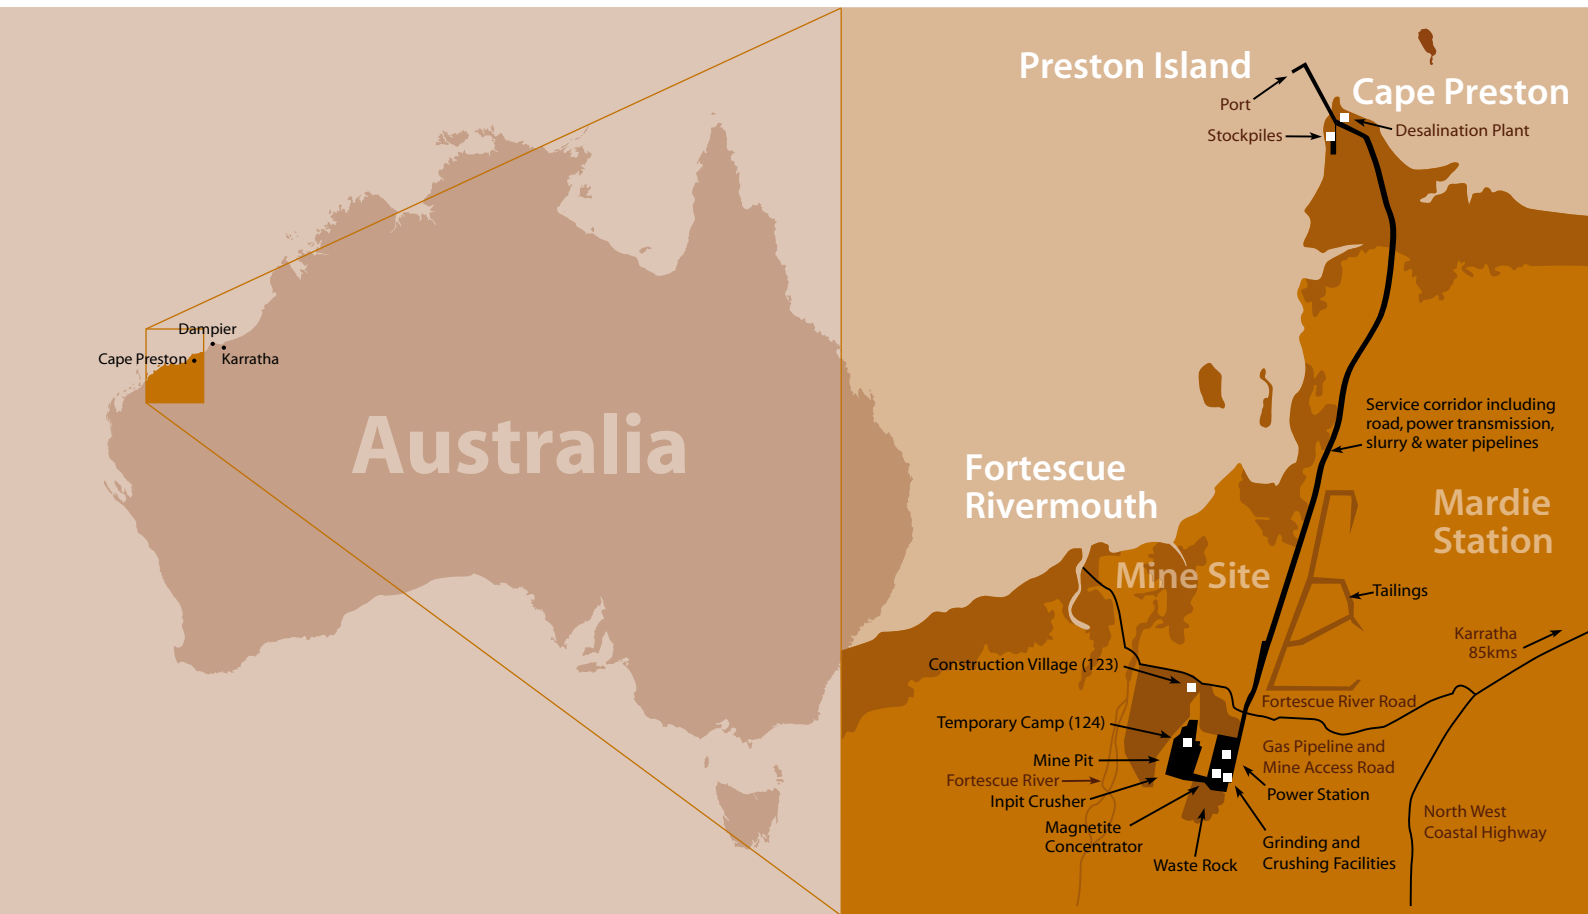 Australia
Dampier
Cape Preston
Karratha
Preston Island
Cape Preston
Port
Stockpiles
Desalination Plant
Service corridor including
road, power transmission,
slurry & water pipelines
Fortescue
Rivermouth
Mardie
Station
Mine Site
Tailings
Karratha
85kms
Construction Village (123)
Fortescue River Road
Temporary Camp (124)
Gas Pipeline and
Mine Access Road
Mine Pit
Fortescue River
Inpit Crusher
Power Station
Magnetite
Concentrator
North West
Coastal Highway
Grinding and
Crushing Facilities
Waste Rock